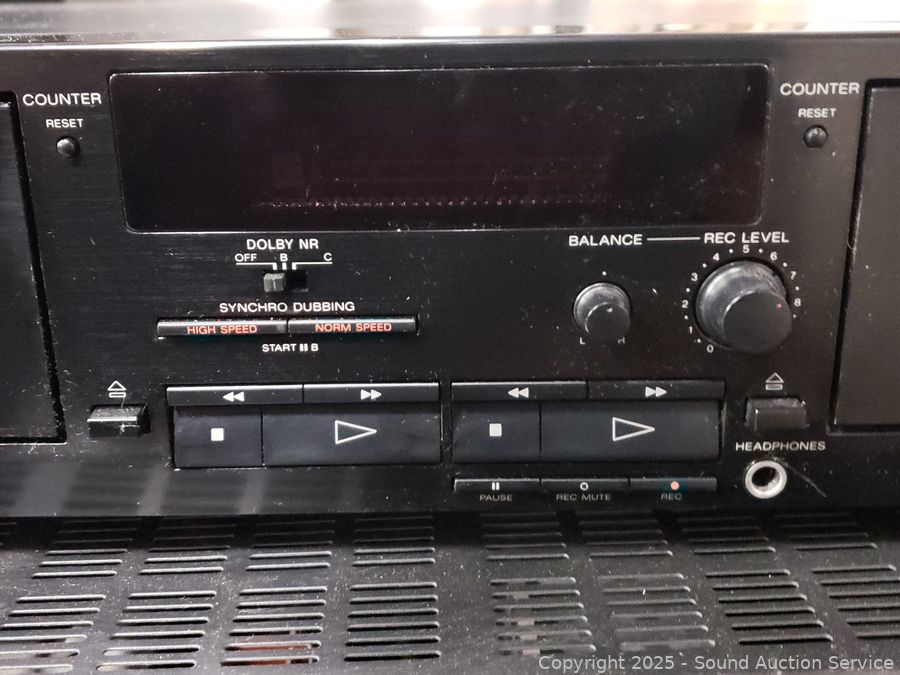 COUNTER
RESET
COUNTER
RESET
DOLBY NR
OFF B C
BALANCE REC LEVEL
0 1 2 3 4 5 6 7 8
L R
SYNCHRO DUBBING
HIGH SPEED NORM SPEED
START B
HEADPHONES
PAUSE REC MUTE REC
Copyright 2025 - Sound Auction Service